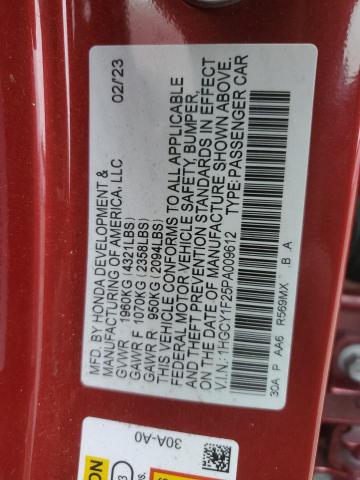 MFD. BY HONDA DEVELOPMENT & 02/'23
MANUFACTURING OF AMERICA, LLC
GVWR 1960KG (4321LBS)
GAWR F 1070KG (2358LBS)
GAWR R 950KG (2094LBS)
THIS VEHICLE CONFORMS TO ALL APPLICABLE
FEDERAL MOTOR VEHICLE SAFETY, BUMPER,
& THEFT PREVENTION STANDARDS IN EFFECT
ON THE DATE OF MANUFACTURE SHOWN ABOVE.
V.I.N.: 1HGCY1F25PA009612 TYPE: PASSENGER CAR
30A P AA6 R569MX B A
30A-A0